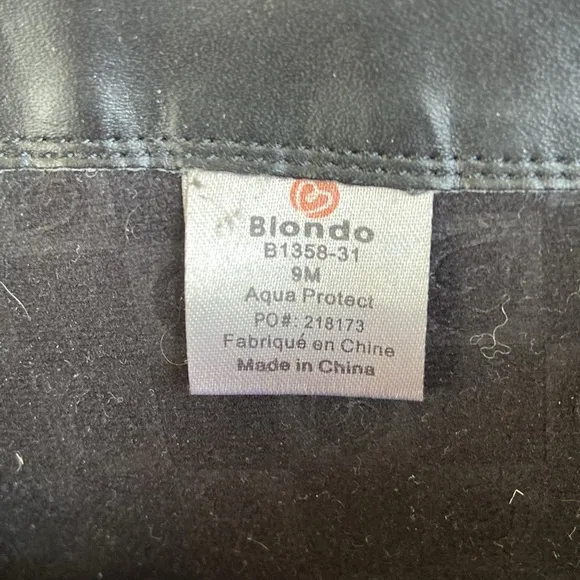 Blondo
B1358-31
9M
Aqua Protect
PO#: 218173
Fabriqué en Chine
Made in China